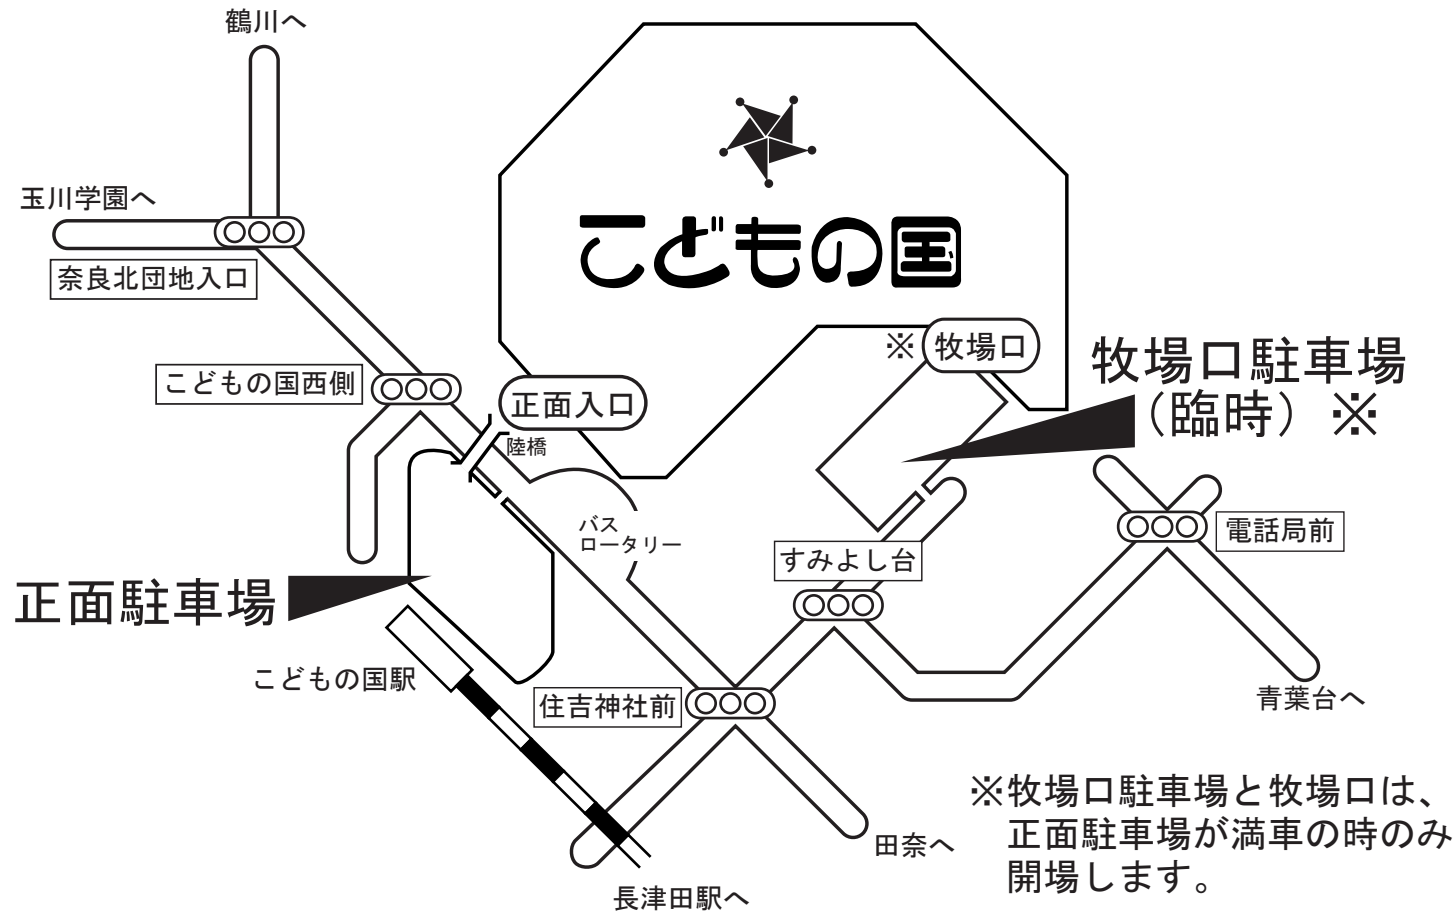 鶴川へ
玉川学園へ
奈良北団地入口
こどもの国
※ 牧場口
牧場口駐車場
（臨時）※
こどもの国西側
正面入口
陸橋
バス
ロータリー
電話局前
すみよし台
正面駐車場
こどもの国駅
住吉神社前
青葉台へ
※牧場口駐車場と牧場口は、
正面駐車場が満車の時のみ
開場します。
田奈へ
長津田駅へ